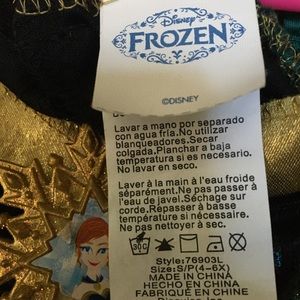 Disney
FROZEN
©DISNEY
Lavar a mano por separado
con agua fría. No utilizar
blanqueadores. Secar
colgada. Planchar a baja
temperatura si es necesario.
No lavar en seco.
Laver à la main à l'eau froide
séparément. Ne pas passer à
l'eau de javel. Séchage sur
corde. Repasser à basse
température si nécessaire.
Ne pas nettoyer à sec.
30C
Style:76903L
Size:S/P(4-6X)
MADE IN CHINA
HECHO EN CHINA
FABRIQUÉ EN CHINE